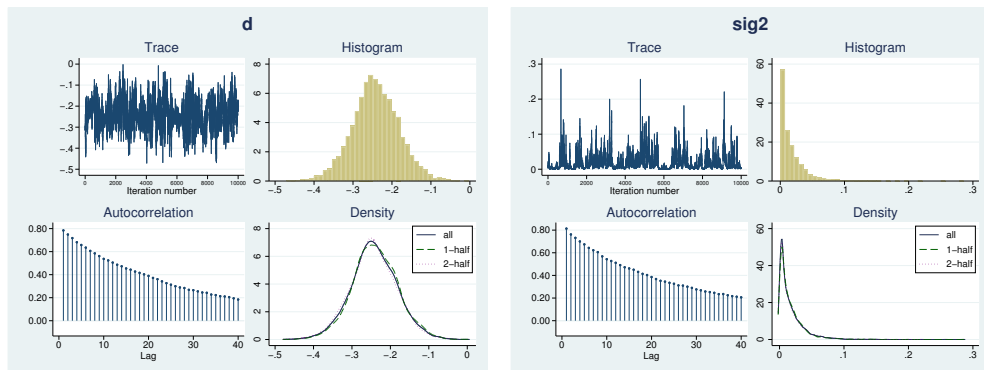 d
Trace
0
-.1
-.2
-.3
-.4
-.5
0 2000 4000 6000 8000 10000
Iteration number
Histogram
8
6
4
2
0
-.5 -.4 -.3 -.2 -.1 0
Autocorrelation
0.80
0.60
0.40
0.20
0.00
0 10 20 30 40
Lag
Density
8
6
4
2
0
all
1-half
2-half
-.5 -.4 -.3 -.2 -.1 0
sig2
Trace
.3
.2
.1
0
0 2000 4000 6000 8000 10000
Iteration number
Histogram
60
40
20
0
0 .1 .2 .3
Autocorrelation
0.80
0.60
0.40
0.20
0.00
0 10 20 30 40
Lag
Density
60
40
20
0
all
1-half
2-half
0 .1 .2 .3